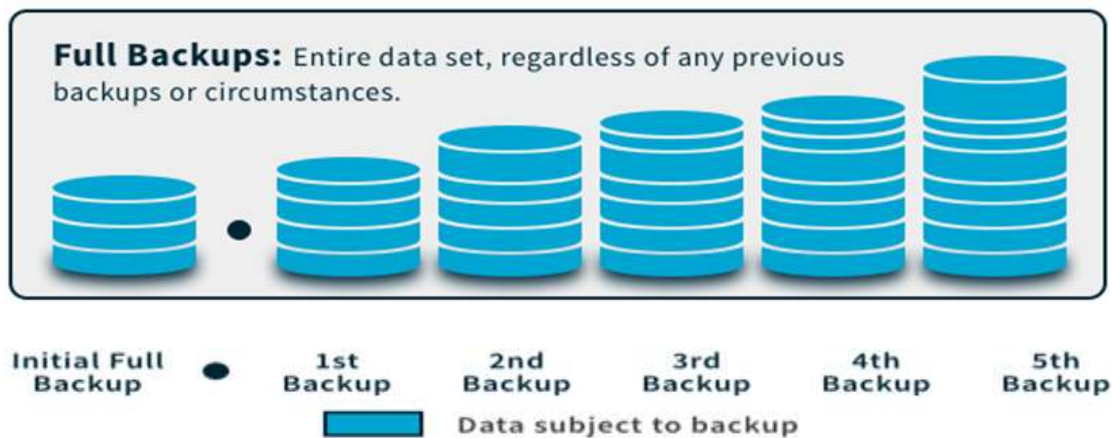 Full Backups: Entire data set, regardless of any previous
backups or circumstances.
Initial Full
Backup
1st
Backup
2nd
Backup
3rd
Backup
4th
Backup
5th
Backup
Data subject to backup